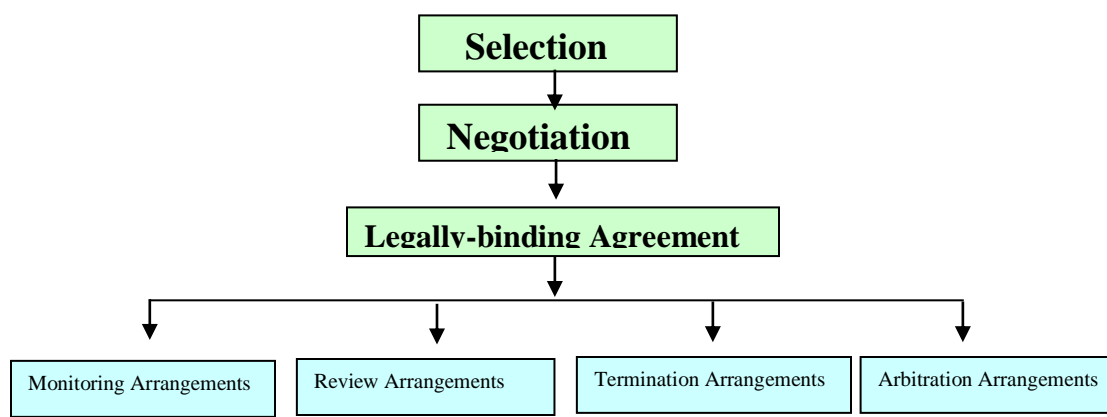 Selection
Negotiation
Legally-binding Agreement
Monitoring Arrangements
Review Arrangements
Termination Arrangements
Arbitration Arrangements